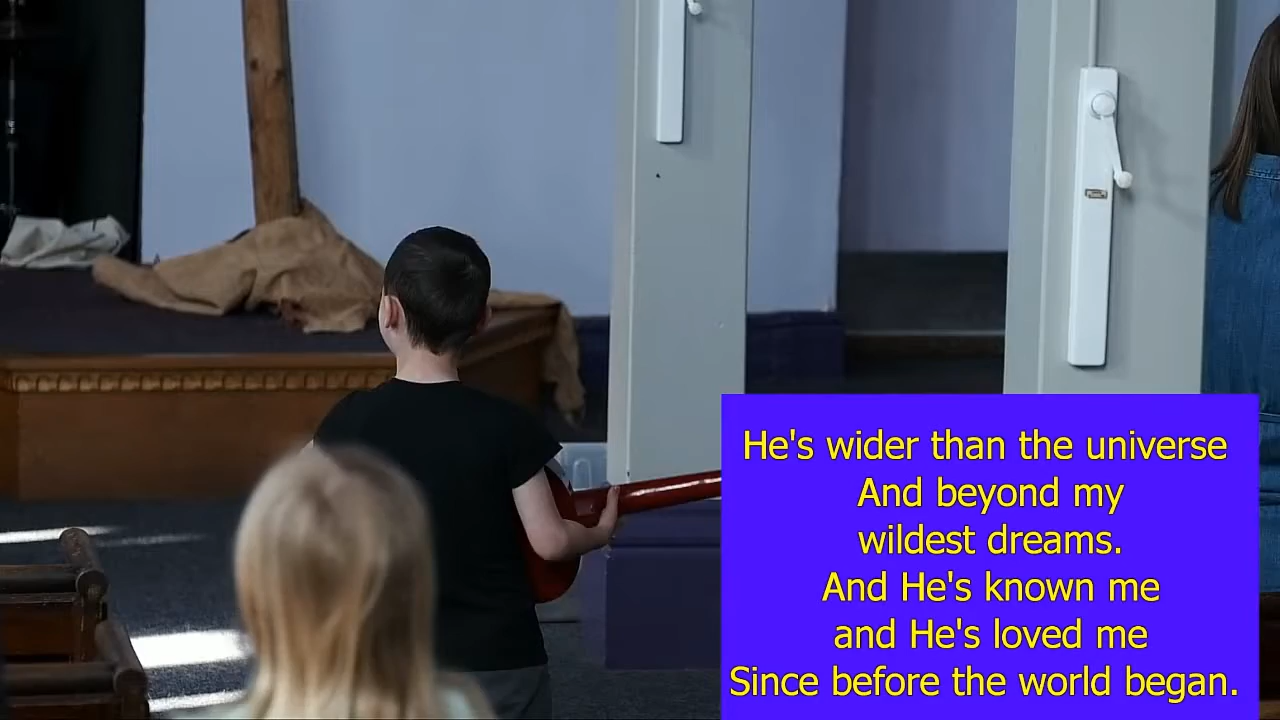 He's wider than the universe
And beyond my
wildest dreams.
And He's known me
and He's loved me
Since before the world began.